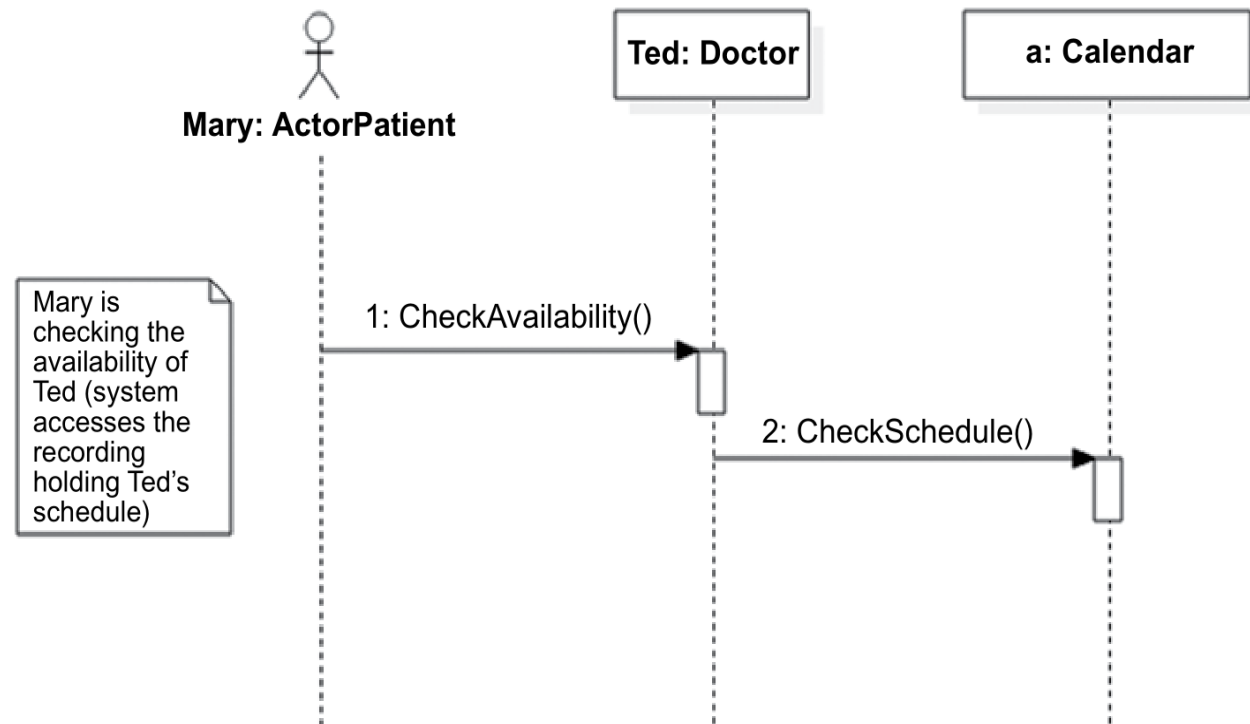 Ted: Doctor
a: Calendar
Mary: ActorPatient
Mary is
checking the
availability of
Ted (system
accesses the
recording
holding Ted’s
schedule)
1: CheckAvailability()
2: CheckSchedule()